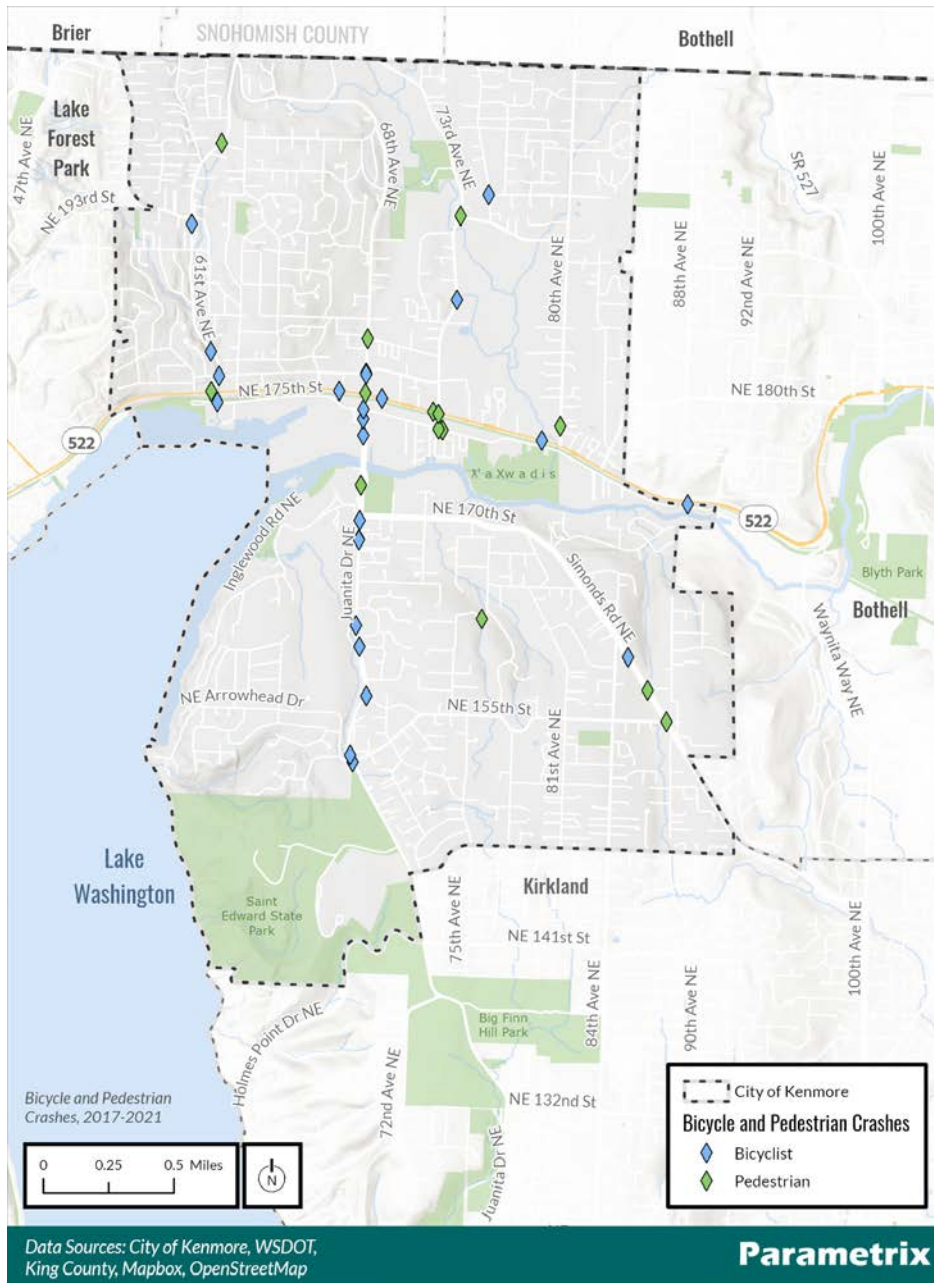 Brier
SNOHOMISH COUNTY
Bothell
Lake
Forest
Park
47th Ave NE
NE 193rd St
68th Ave NE
73rd Ave NE
SR 527
100th Ave NE
61st Ave NE
80th Ave NE
88th Ave NE
92nd Ave NE
NE 175th St
NE 180th St
522
ƛ'aXwadis
522
Inglewood Rd NE
NE 170th St
Juanita Dr NE
Simonds Rd NE
Blyth Park
Bothell
Waynita Way NE
NE Arrowhead Dr
NE 155th St
81st Ave NE
Lake
Washington
Saint
Edward State
Park
75th Ave NE
Kirkland
NE 141st St
100th Ave NE
84th Ave NE
90th Ave NE
Holmes Point Dr NE
Big Finn
Hill Park
72nd Ave NE
NE 132nd St
Juanita Dr NE
Bicycle and Pedestrian
Crashes, 2017-2021
0 0.25 0.5 Miles
N
City of Kenmore
Bicycle and Pedestrian Crashes
Bicyclist
Pedestrian
Data Sources: City of Kenmore, WSDOT,
King County, Mapbox, OpenStreetMap
Parametrix